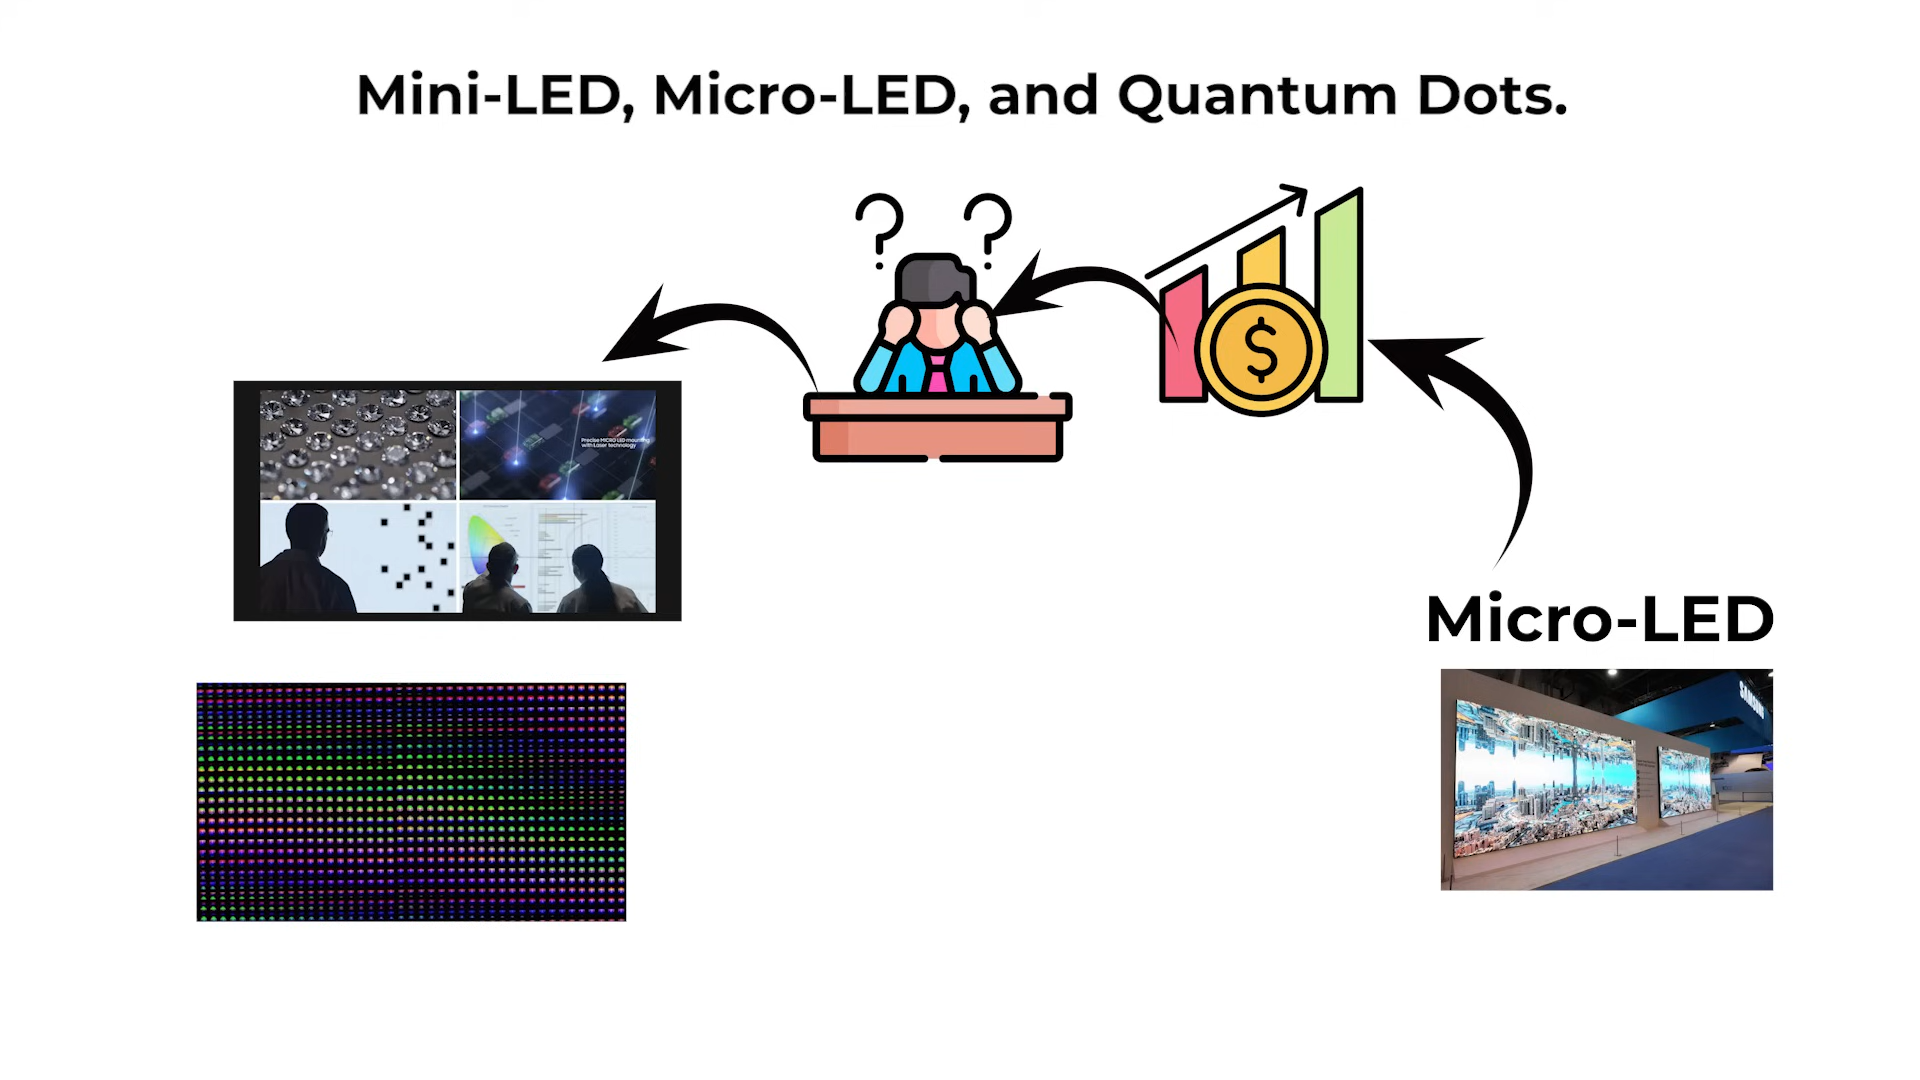 Mini-LED, Micro-LED, and Quantum Dots.
? ?
$
Precise MICRO LED mounting
with Laser technology
Micro-LED
SAMSUNG